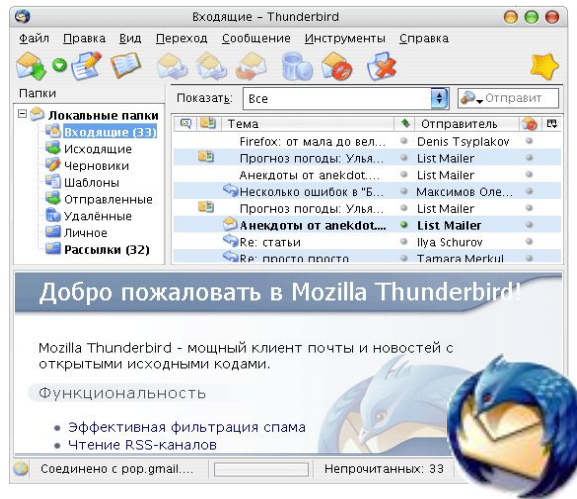 Входящие – Thunderbird
Файл Правка Вид Переход Сообщение Инструменты Справка
Папки
Показать: Все
Отправит
Локальные папки
Входящие (33)
Исходящие
Черновики
Шаблоны
Отправленные
Удалённые
Личное
Рассылки (32)
Тема Отправитель
Firefox: от мала до вел... Denis Tsyplakov
Прогноз погоды: Улья... List Mailer
Анекдоты от anekdot.... List Mailer
Несколько ошибок в "Б... Максимов Оле...
Прогноз погоды: Улья... List Mailer
Анекдоты от anekdot.... List Mailer
Re: статьи Ilya Schurov
Re: просто просто Tamara Merkul
Добро пожаловать в Mozilla Thunderbird!
Mozilla Thunderbird - мощный клиент почты и новостей с
открытыми исходными кодами.
Функциональность
Эффективная фильтрация спама
Чтение RSS-каналов
Соединено с pop.gmail.... Непрочитанных: 33